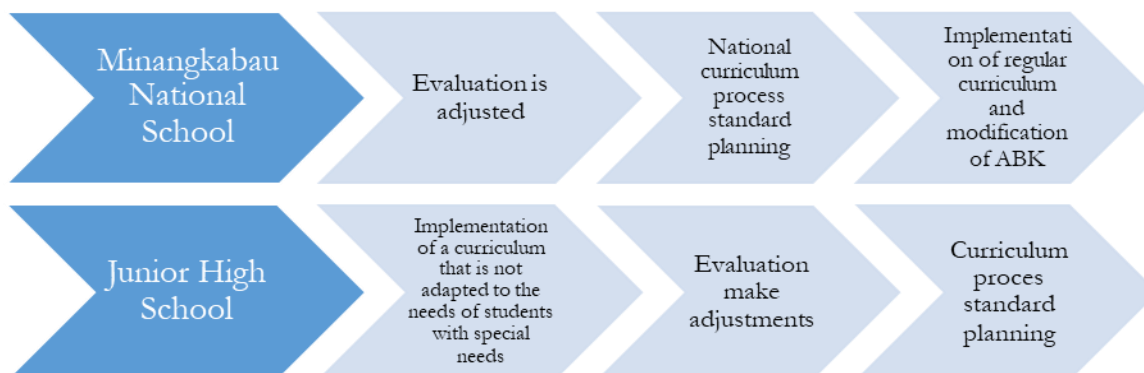 Minangkabau
National
School
Evaluation is
adjusted
National
curriculum
process
standard
planning
Implementati
on of regular
curriculum
and
modification
of ABK
Junior High
School
Implementation
of a curriculum
that is not
adapted to the
needs of students
with special
needs
Evaluation
make
adjustments
Curriculum
proces
standard
planning